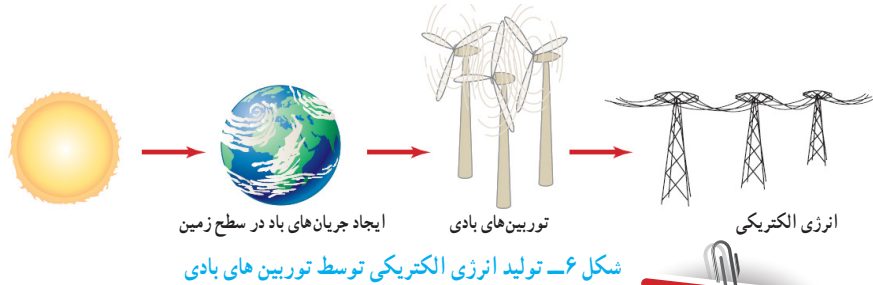 انرژی الکتریکی
توربین‌های بادی
ایجاد جریان‌های باد در سطح زمین
شکل ۶ــ تولید انرژی الکتریکی توسط توربین های بادی